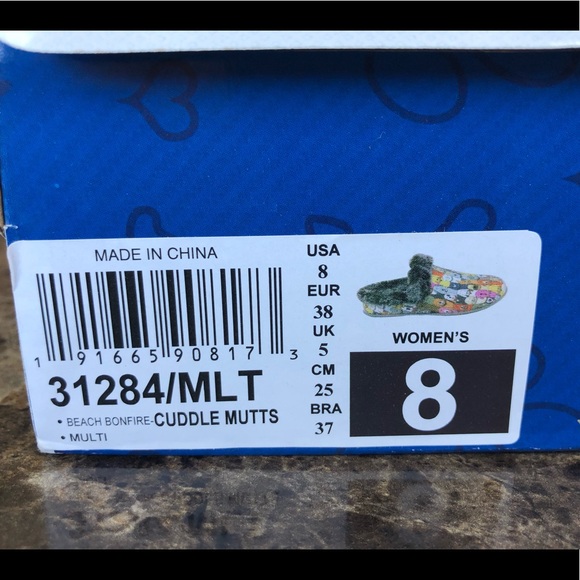 MADE IN CHINA
1 91665 90817 3
31284/MLT
• BEACH BONFIRE-CUDDLE MUTTS
• MULTI
USA
8
EUR
38
UK
5
CM
25
BRA
37
WOMEN'S
8